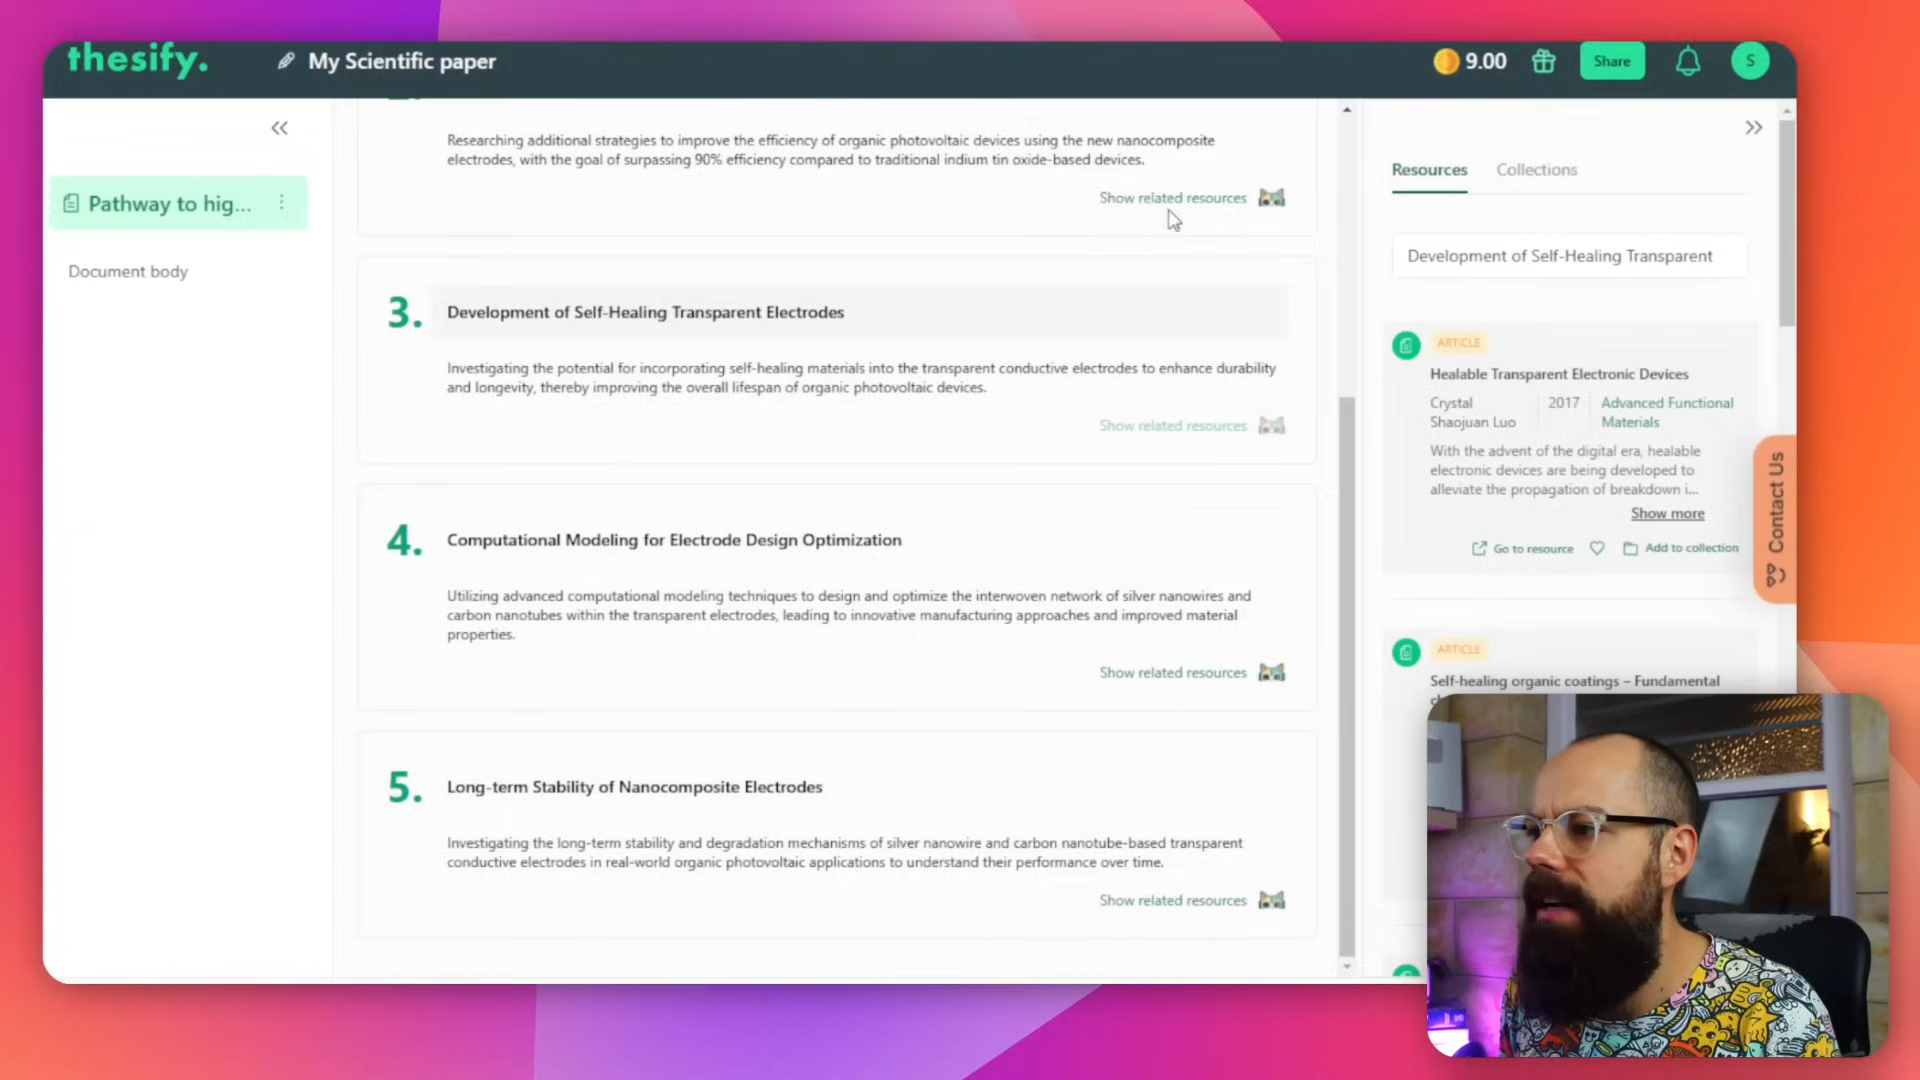 thesify.
My Scientific paper
9.00
Share
S
Pathway to hig...
Document body
Researching additional strategies to improve the efficiency of organic photovoltaic devices using the new nanocomposite
electrodes, with the goal of surpassing 90% efficiency compared to traditional indium tin oxide-based devices.
Show related resources
3.
Development of Self-Healing Transparent Electrodes
Investigating the potential for incorporating self-healing materials into the transparent conductive electrodes to enhance durability
and longevity, thereby improving the overall lifespan of organic photovoltaic devices.
Show related resources
4.
Computational Modeling for Electrode Design Optimization
Utilizing advanced computational modeling techniques to design and optimize the interwoven network of silver nanowires and
carbon nanotubes within the transparent electrodes, leading to innovative manufacturing approaches and improved material
properties.
Show related resources
5.
Long-term Stability of Nanocomposite Electrodes
Investigating the long-term stability and degradation mechanisms of silver nanowire and carbon nanotube-based transparent
conductive electrodes in real-world organic photovoltaic applications to understand their performance over time.
Show related resources
Resources
Collections
Development of Self-Healing Transparent
ARTICLE
Healable Transparent Electronic Devices
Crystal
Shaojuan Luo
2017
Advanced Functional
Materials
With the advent of the digital era, healable
electronic devices are being developed to
alleviate the propagation of breakdown i...
Show more
Go to resource
Add to collection
Contact Us
ARTICLE
Self-healing organic coatings – Fundamental